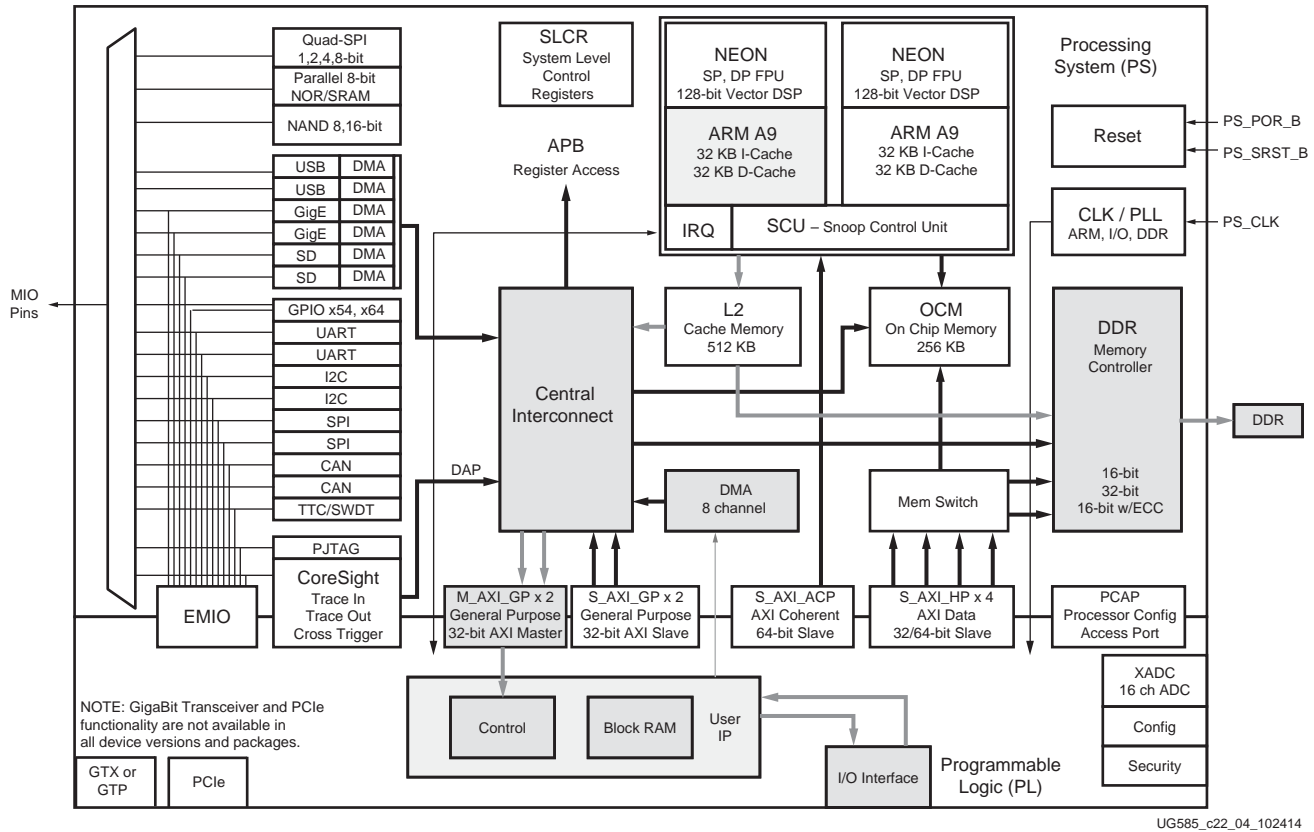 Quad-SPI
1,2,4,8-bit
Parallel 8-bit
NOR/SRAM
NAND 8,16-bit
USB DMA
USB DMA
GigE DMA
GigE DMA
SD DMA
SD DMA
MIO
Pins
GPIO x54, x64
UART
UART
I2C
I2C
SPI
SPI
CAN
CAN
TTC/SWDT
PJTAG
CoreSight
Trace In
Trace Out
Cross Trigger
EMIO
SLCR
System Level
Control
Registers
APB
Register Access
NEON
SP, DP FPU
128-bit Vector DSP
ARM A9
32 KB I-Cache
32 KB D-Cache
NEON
SP, DP FPU
128-bit Vector DSP
ARM A9
32 KB I-Cache
32 KB D-Cache
IRQ
SCU – Snoop Control Unit
Processing
System (PS)
Reset
PS_POR_B
PS_SRST_B
CLK / PLL
ARM, I/O, DDR
PS_CLK
Central
Interconnect
DAP
L2
Cache Memory
512 KB
OCM
On Chip Memory
256 KB
DDR
Memory
Controller
16-bit
32-bit
16-bit w/ECC
DDR
DMA
8 channel
Mem Switch
M_AXI_GP x 2
General Purpose
32-bit AXI Master
S_AXI_GP x 2
General Purpose
32-bit AXI Slave
S_AXI_ACP
AXI Coherent
64-bit Slave
S_AXI_HP x 4
AXI Data
32/64-bit Slave
PCAP
Processor Config
Access Port
XADC
16 ch ADC
Config
Security
NOTE: GigaBit Transceiver and PCIe
functionality are not available in
all device versions and packages.
GTX or
GTP
PCIe
Control
Block RAM
User
IP
I/O Interface
Programmable
Logic (PL)
UG585_c22_04_102414